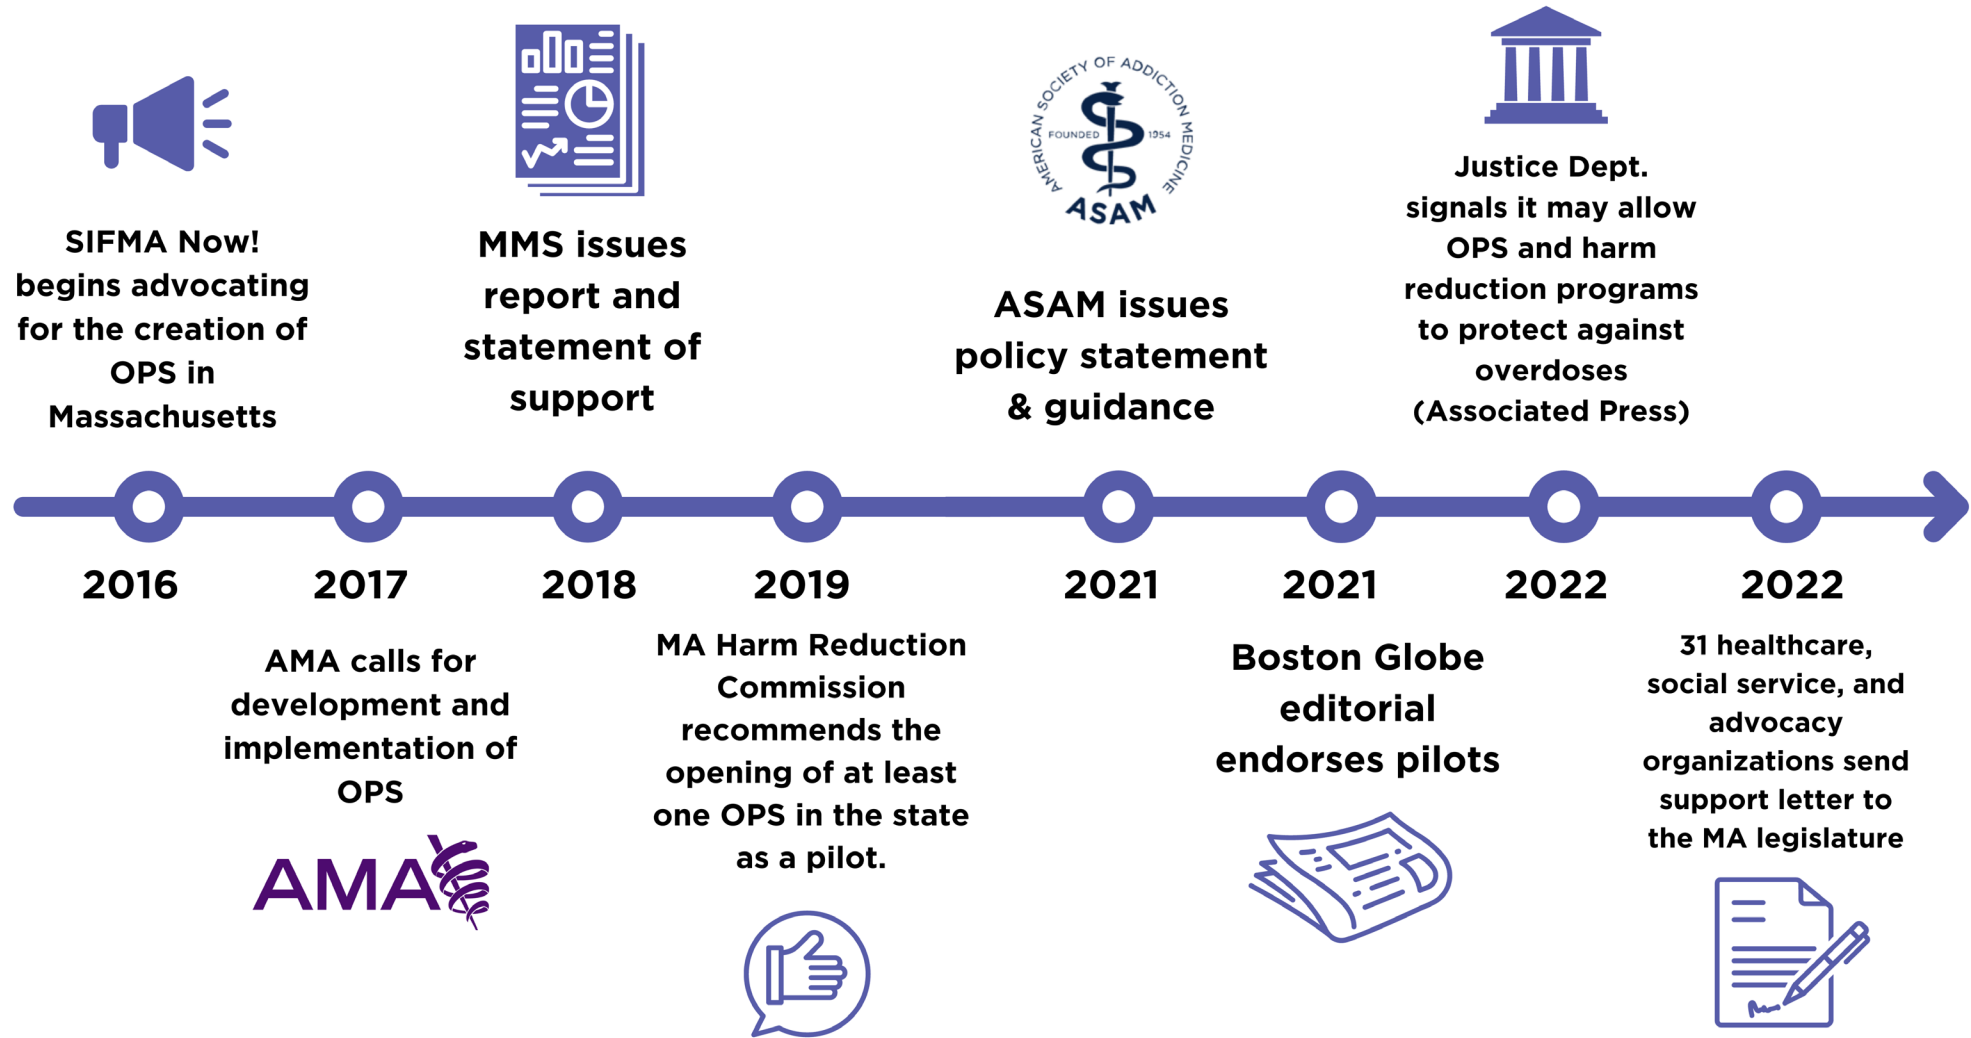 SIFMA Now!
begins advocating
for the creation of
OPS in
Massachusetts
2016
2017
AMA calls for
development and
implementation of
OPS
AMA
MMS issues
report and
statement of
support
2018
2019
MA Harm Reduction
Commission
recommends the
opening of at least
one OPS in the state
as a pilot.
AMERICAN SOCIETY OF ADDICTION MEDICINE
FOUNDED 1954
ASAM
ASAM issues
policy statement
& guidance
2021
2021
Boston Globe
editorial
endorses pilots
Justice Dept.
signals it may allow
OPS and harm
reduction programs
to protect against
overdoses
(Associated Press)
2022
2022
31 healthcare,
social service, and
advocacy
organizations send
support letter to
the MA legislature